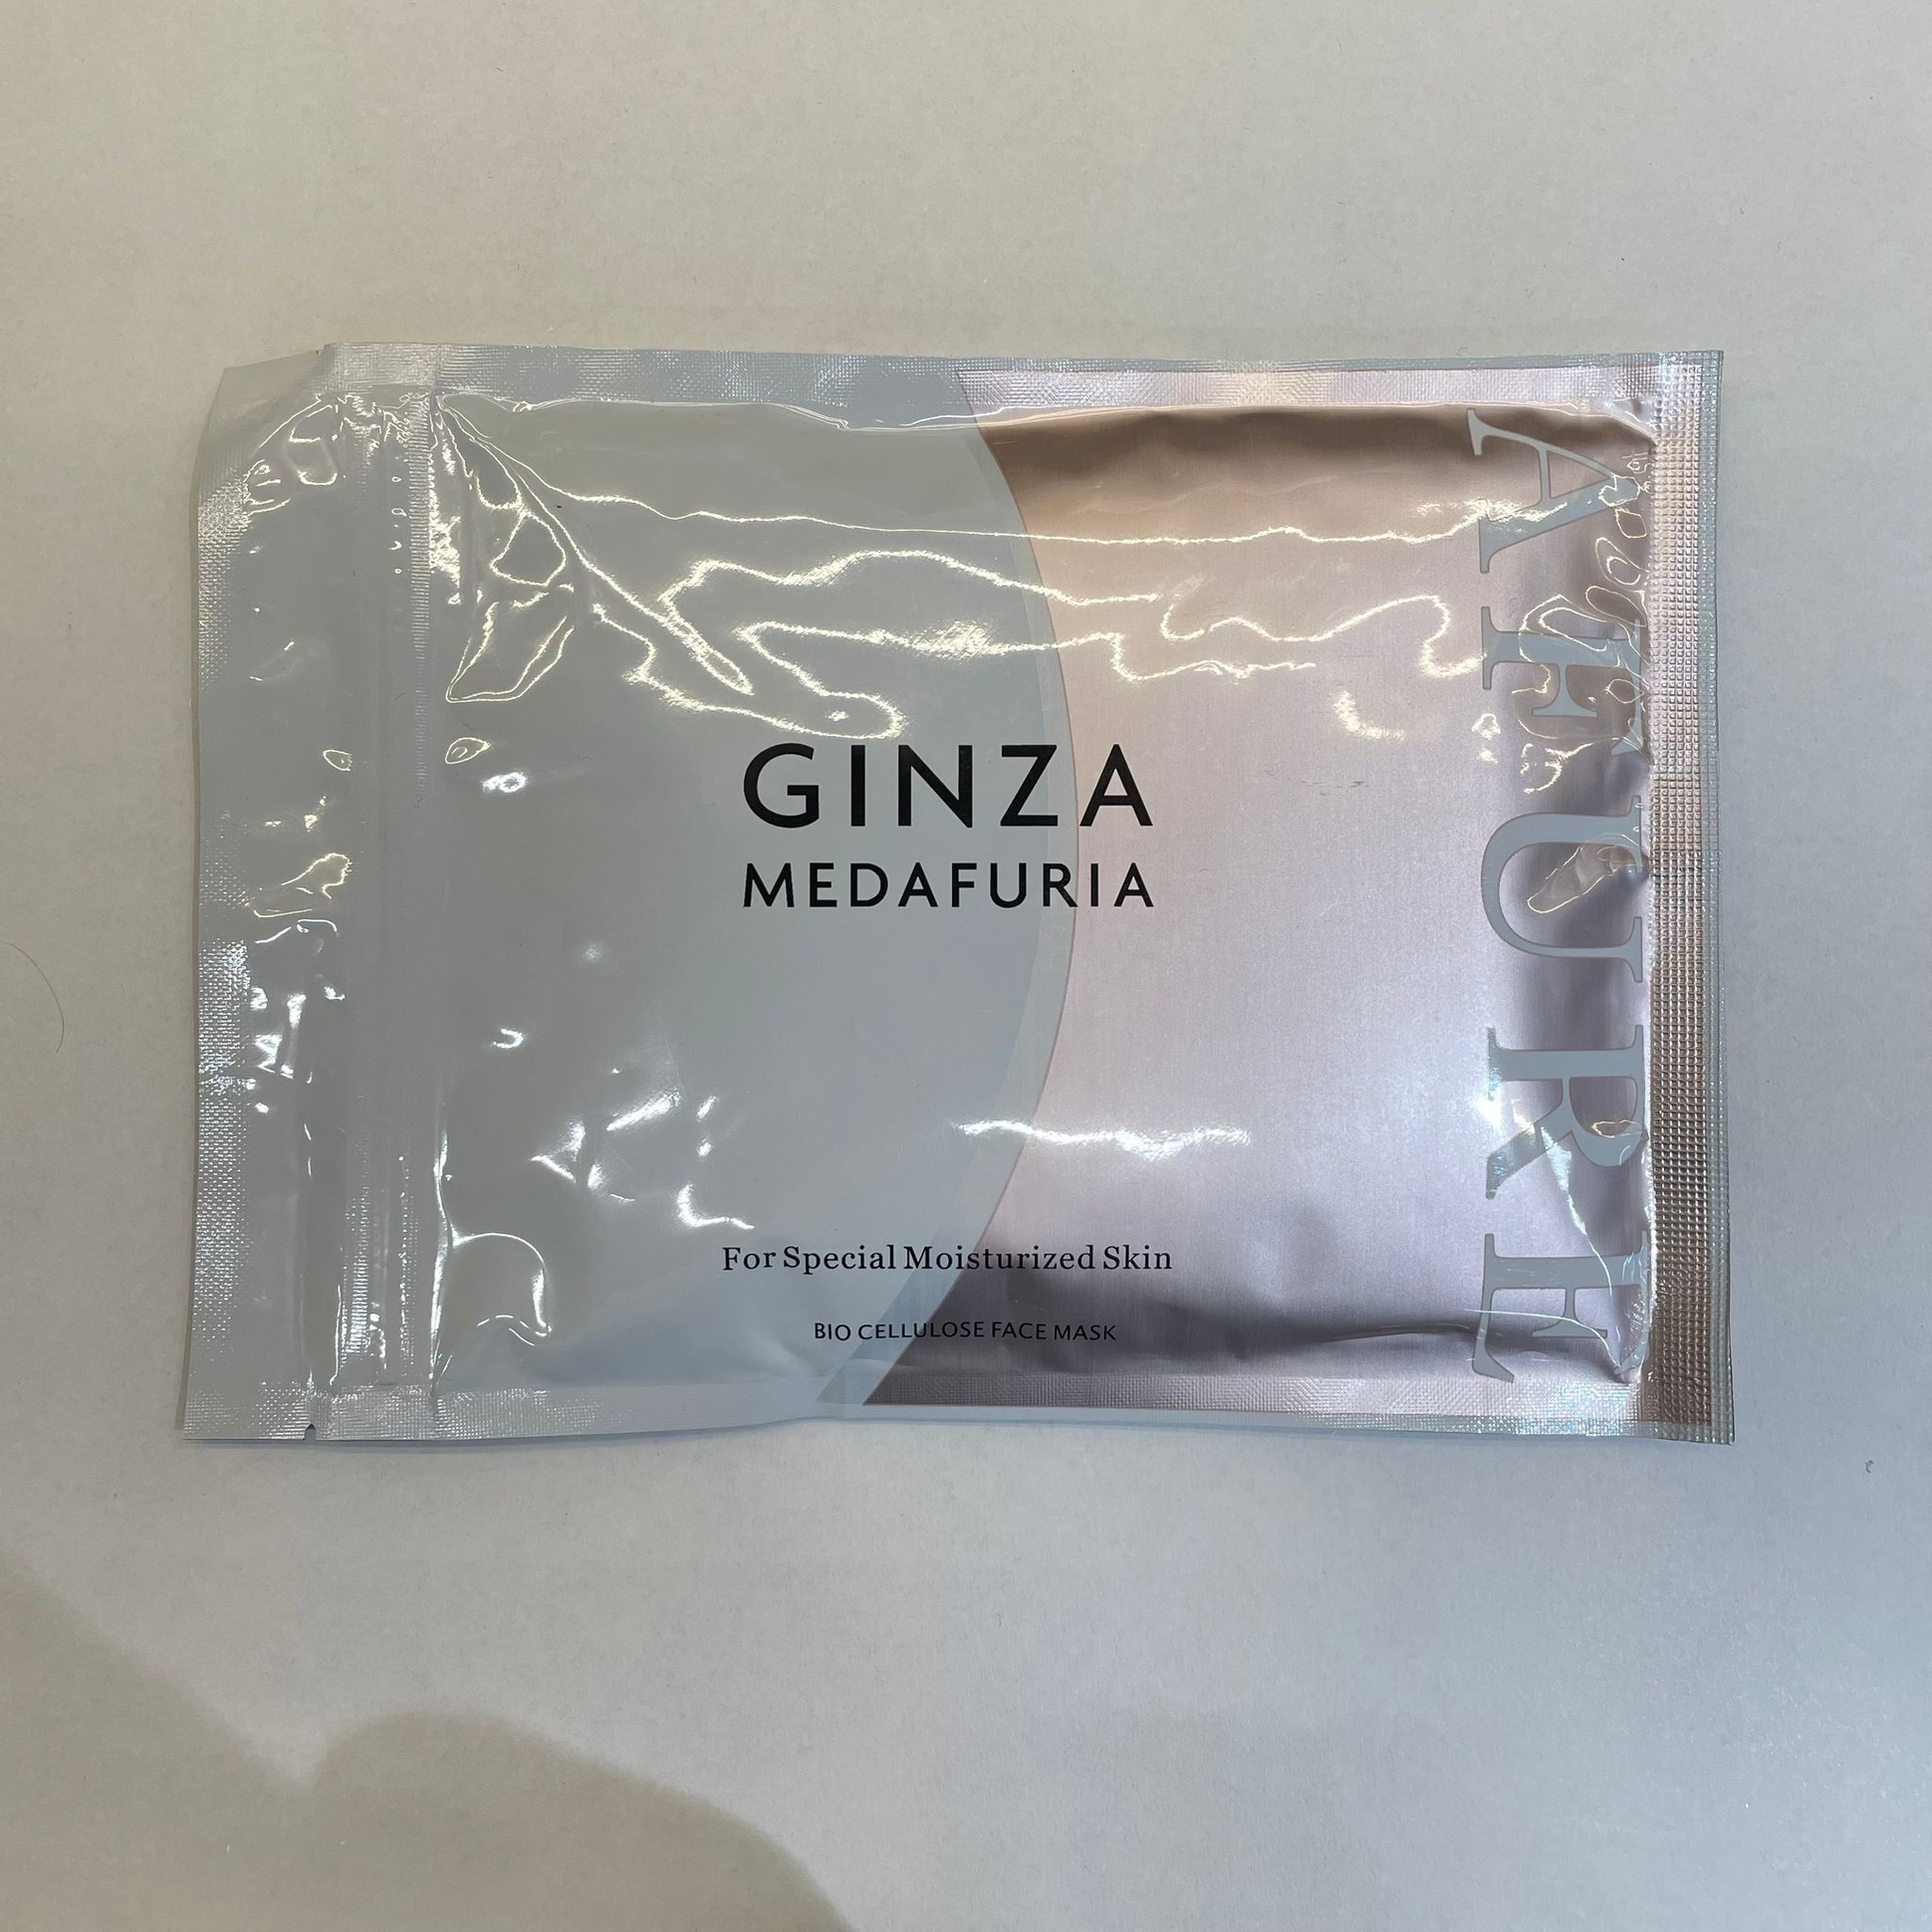 GINZA
MEDAFURIA
For Special Moisturized Skin
BIO CELLULOSE FACE MASK
AFURE